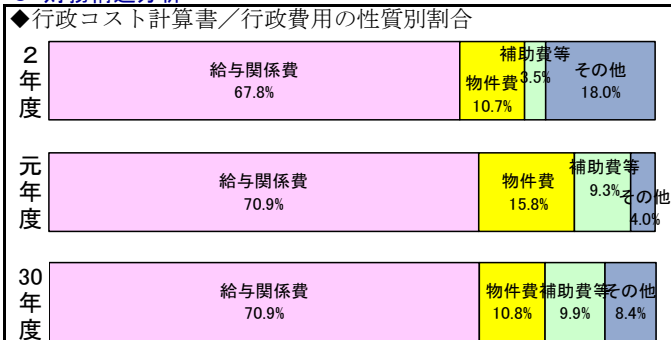 ◆行政コスト計算書／行政費用の性質別割合
2年度
給与関係費
67.8%
物件費
10.7%
補助費等
3.5%
その他
18.0%
元年度
給与関係費
70.9%
物件費
15.8%
補助費等
9.3%
その他
4.0%
30年度
給与関係費
70.9%
物件費
10.8%
補助費等
9.9%
その他
8.4%